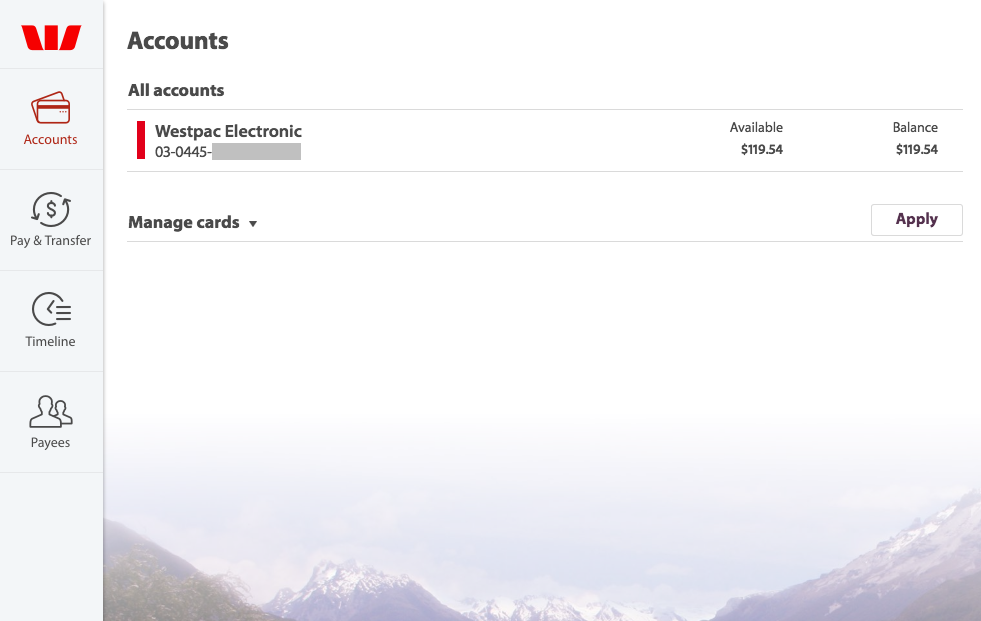 Accounts
All accounts
Westpac Electronic
03-0445-
Available
$119.54
Balance
$119.54
Manage cards
Apply
Accounts
Pay & Transfer
Timeline
Payees